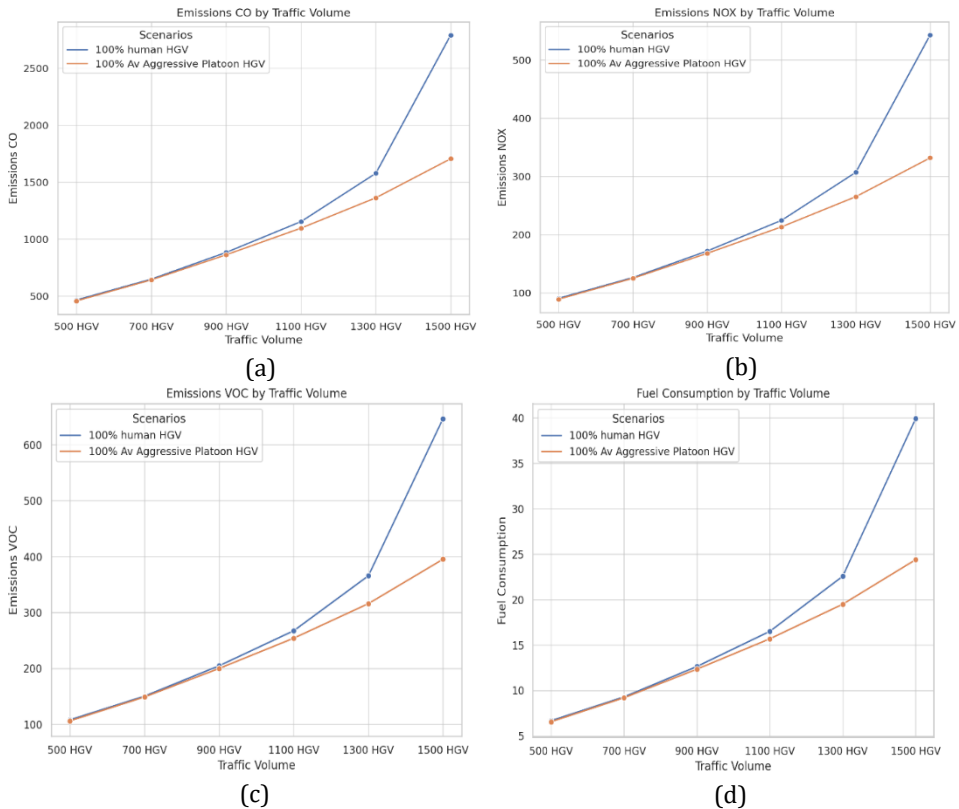 Emissions CO by Traffic Volume
Scenarios
100% human HGV
100% Av Aggressive Platoon HGV
Emissions CO
2500
2000
1500
1000
500
500 HGV 700 HGV 900 HGV 1100 HGV 1300 HGV 1500 HGV
Traffic Volume
(a)
Emissions NOX by Traffic Volume
Scenarios
100% human HGV
100% Av Aggressive Platoon HGV
Emissions NOX
500
400
300
200
100
500 HGV 700 HGV 900 HGV 1100 HGV 1300 HGV 1500 HGV
Traffic Volume
(b)
Emissions VOC by Traffic Volume
Scenarios
100% human HGV
100% Av Aggressive Platoon HGV
Emissions VOC
600
500
400
300
200
100
500 HGV 700 HGV 900 HGV 1100 HGV 1300 HGV 1500 HGV
Traffic Volume
(c)
Fuel Consumption by Traffic Volume
Scenarios
100% human HGV
100% Av Aggressive Platoon HGV
Fuel Consumption
40
35
30
25
20
15
10
5
500 HGV 700 HGV 900 HGV 1100 HGV 1300 HGV 1500 HGV
Traffic Volume
(d)